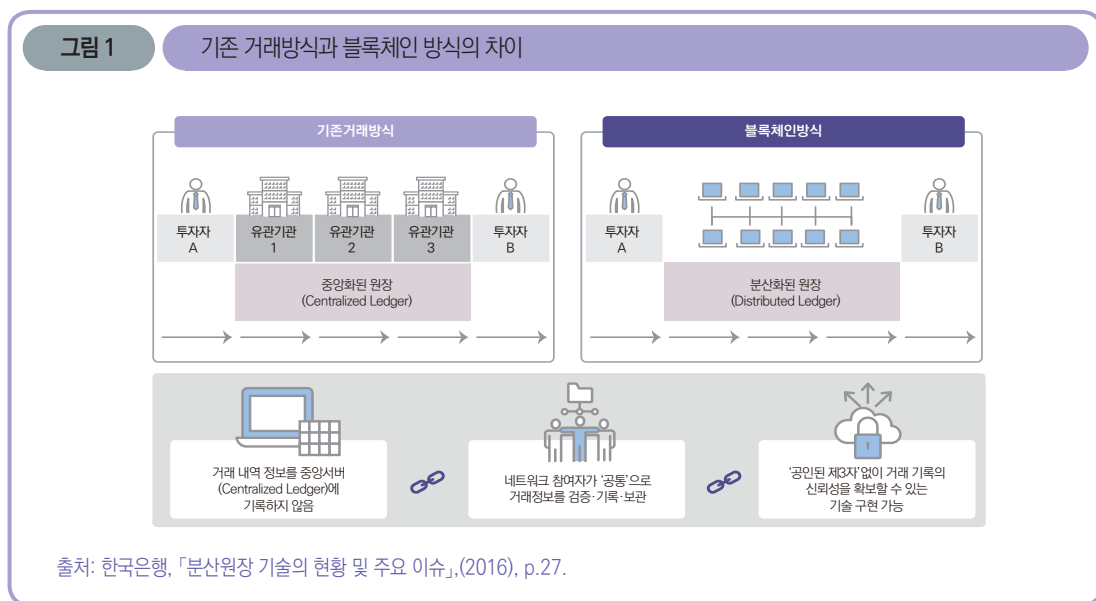 그림 1
기존 거래방식과 블록체인 방식의 차이
기존거래방식
투자자
A
유관기관
1
유관기관
2
유관기관
3
투자자
B
중앙화된 원장
(Centralized Ledger)
블록체인방식
투자자
A
투자자
B
분산화된 원장
(Distributed Ledger)
거래 내역 정보를 중앙서버
(Centralized Ledger)에
기록하지 않음
네트워크 참여자가 '공통'으로
거래정보를 검증·기록·보관
'공인된 제3자' 없이 거래 기록의
신뢰성을 확보할 수 있는
기술 구현 가능
출처: 한국은행, 「분산원장 기술의 현황 및 주요 이슈」,(2016), p.27.